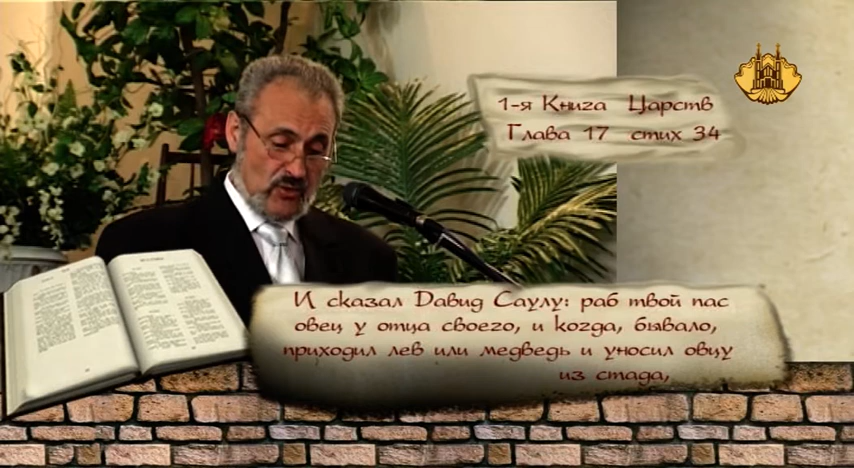 1-я Книга Царств
Глава 17 стих 34
И сказал Давид Саулу: раб твой пас
овец у отца своего, и когда, бывало,
приходил лев или медведь и уносил овцу
из стада,